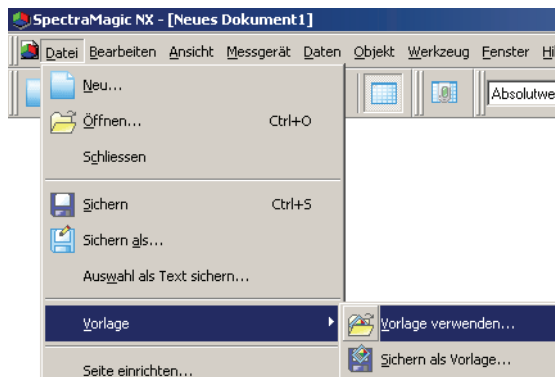 SpectraMagic NX - [Neues Dokument1]
Datei Bearbeiten Ansicht Messgerät Daten Objekt Werkzeug Fenster
Absolutwe
Neu...
Öffnen... Ctrl+O
Schliessen
Sichern Ctrl+S
Sichern als...
Auswahl als Text sichern...
Vorlage
Vorlage verwenden...
Sichern als Vorlage...
Seite einrichten...